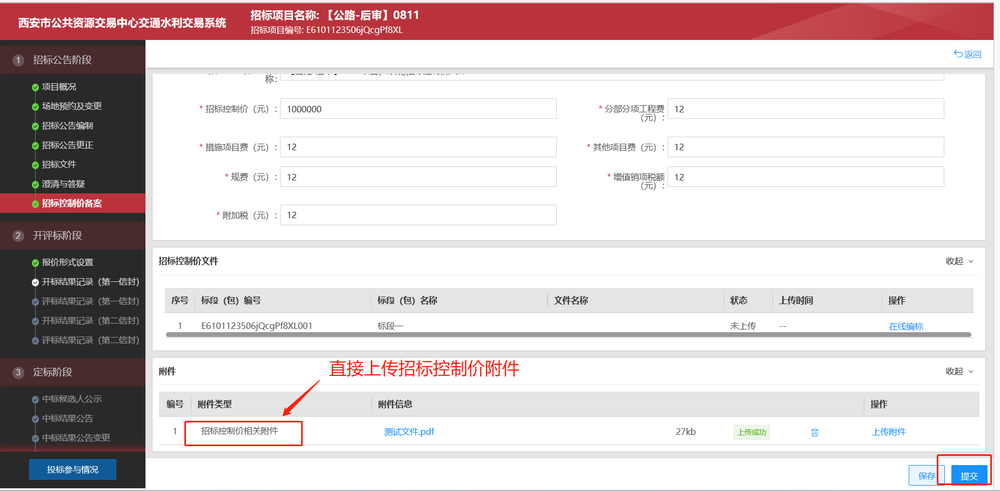 西安市公共资源交易中心交通水利交易系统
招标项目名称:【公路-后审】0811
招标项目编号: E6101123506jQcgPf8XL
返回
1 招标公告阶段
项目概况
场地预约及变更
招标公告编制
招标公告更正
招标文件
澄清与答疑
招标控制价备案
2 开评标阶段
报价形式设置
开标结果记录（第一信封）
评标结果记录（第一信封）
开标结果记录（第二信封）
评标结果记录（第二信封）
3 定标阶段
中标候选人公示
中标结果公告
中标结果公告变更
投标参与情况
称:
* 招标控制价（元）: 1000000
* 分部分项工程费（元）: 12
* 措施项目费（元）: 12
* 其他项目费（元）: 12
* 规费（元）: 12
* 增值销项税额（元）: 12
* 附加税（元）: 12
招标控制价文件 收起
序号 标段（包）编号 标段（包）名称 文件名称 状态 上传时间 操作
1 E6101123506jQcgPf8XL001 标段一 未上传 -- 在线编标
直接上传招标控制价附件
附件 收起
编号 附件类型 附件信息 操作
1 招标控制价相关附件 测试文件.pdf 27kb 上传成功 上传附件
保存 提交